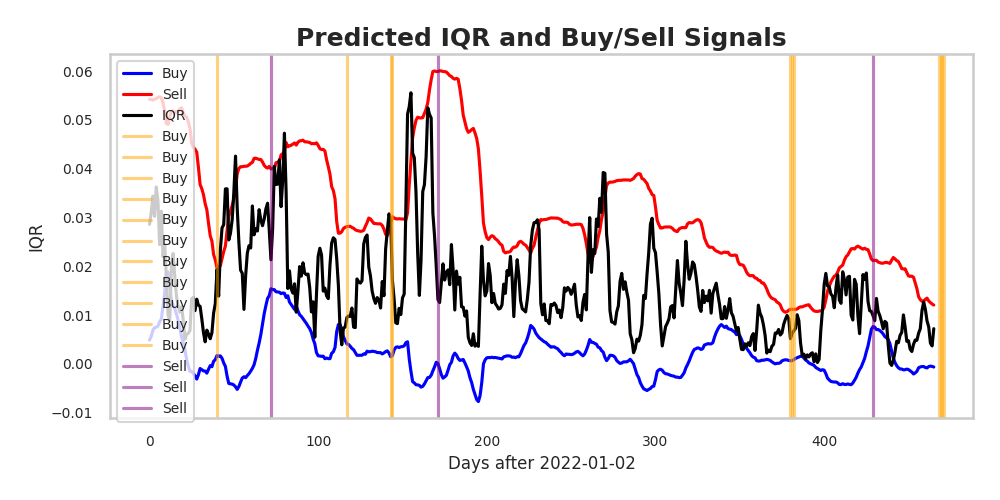 Predicted IQR and Buy/Sell Signals
0.06
0.05
0.04
0.03
0.02
0.01
0.00
−0.01
IQR
Buy
Sell
IQR
Buy
Buy
Buy
Buy
Buy
Buy
Buy
Buy
Buy
Buy
Buy
Sell
Sell
Sell
0
100
200
300
400
Days after 2022-01-02